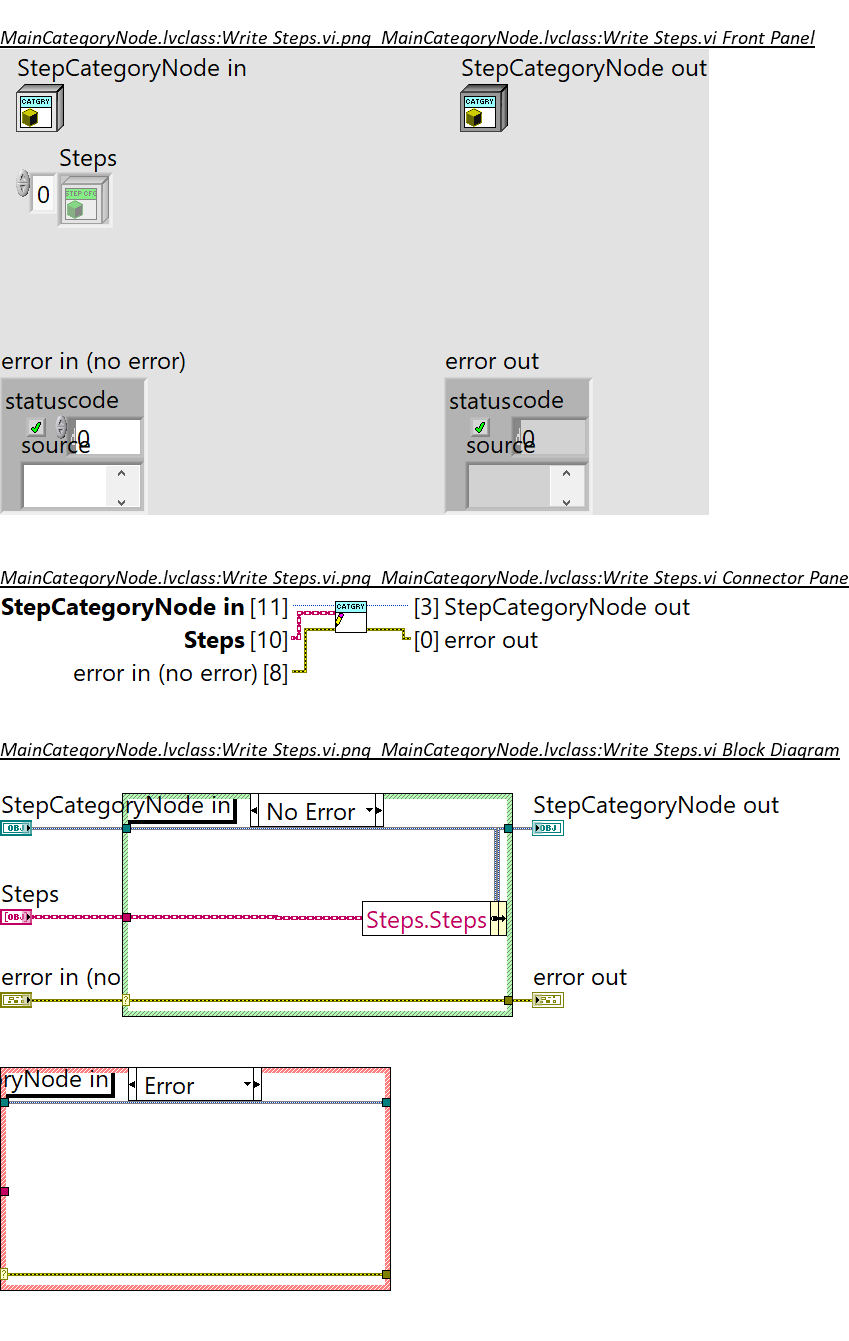 MainCategoryNode.lvclass:Write Steps.vi.png MainCategoryNode.lvclass:Write Steps.vi Front Panel
StepCategoryNode in
StepCategoryNode out
CATGRY
CATGRY
Steps
0
STEP CFG
error in (no error)
error out
status code
status code
0
0
source
source
MainCategoryNode.lvclass:Write Steps.vi.png MainCategoryNode.lvclass:Write Steps.vi Connector Pane
StepCategoryNode in [11]
CATGRY
[3] StepCategoryNode out
Steps [10]
[0] error out
error in (no error) [8]
MainCategoryNode.lvclass:Write Steps.vi.png MainCategoryNode.lvclass:Write Steps.vi Block Diagram
StepCategoryNode in
No Error
StepCategoryNode out
OBJ
OBJ
Steps
OBJ
Steps.Steps
error in (no
error out
?
ryNode in
Error
?